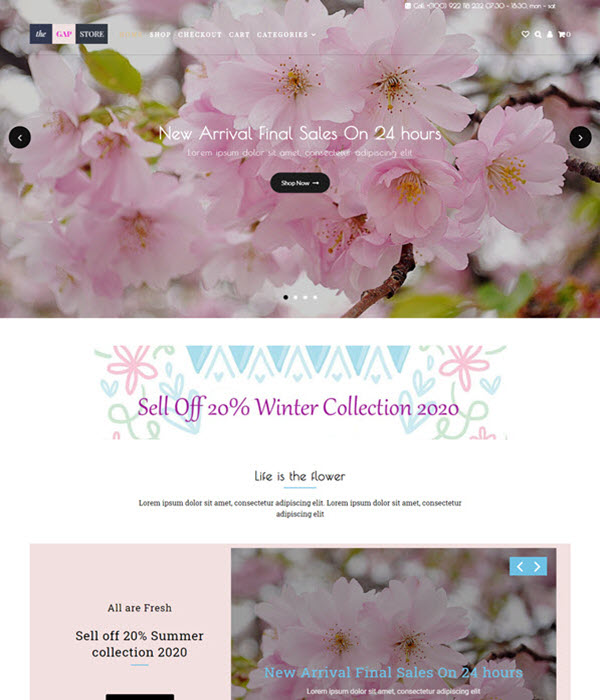 Call: +(100) 922 88 232 07:30 - 18:30, mon - sat
the GAP STORE
HOME SHOP CHECKOUT CART CATEGORIES
0
New Arrival Final Sales On 24 hours
Lorem ipsum dolor sit amet, consectetur adipiscing elit
Shop Now
Sell Off 20% Winter Collection 2020
Life is the flower
Lorem ipsum dolor sit amet, consectetur adipiscing elit. Lorem ipsum dolor sit amet, consectetur
adipiscing elit
All are Fresh
Sell off 20% Summer
collection 2020
New Arrival Final Sales On 24 hours
Lorem ipsum dolor sit amet, consectetur adipiscing elit